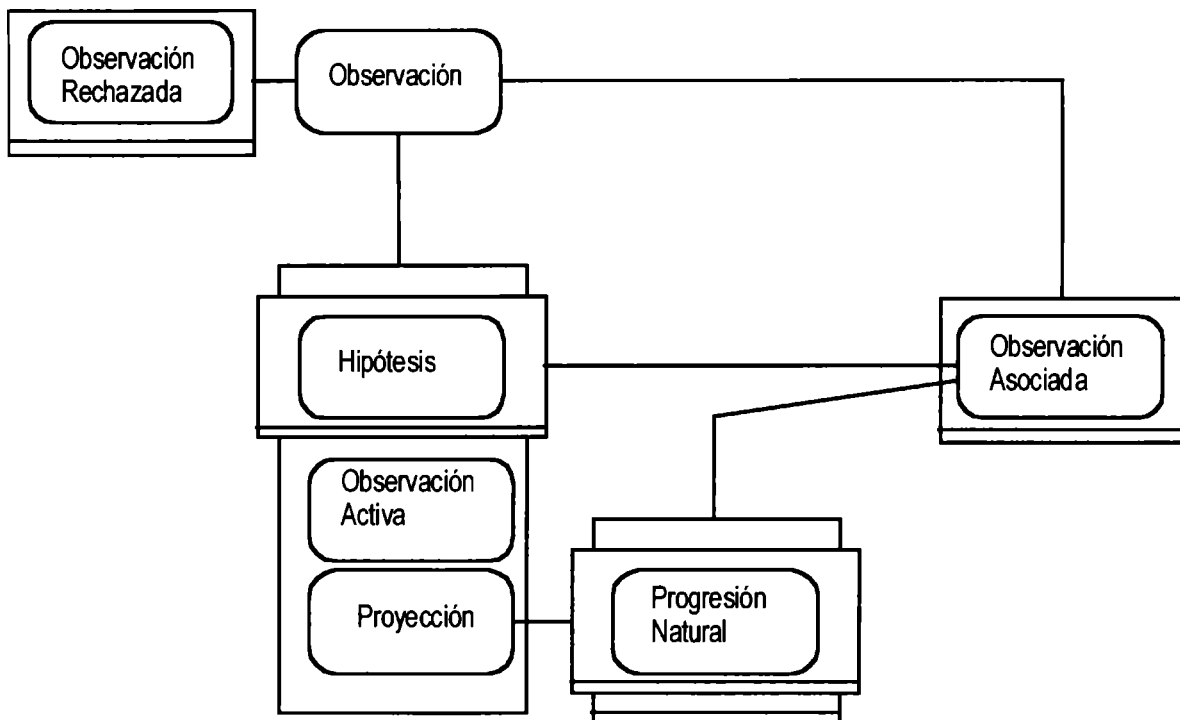 Observación
Rechazada
Observación
Hipótesis
Observación
Asociada
Observación
Activa
Proyección
Progresión
Natural